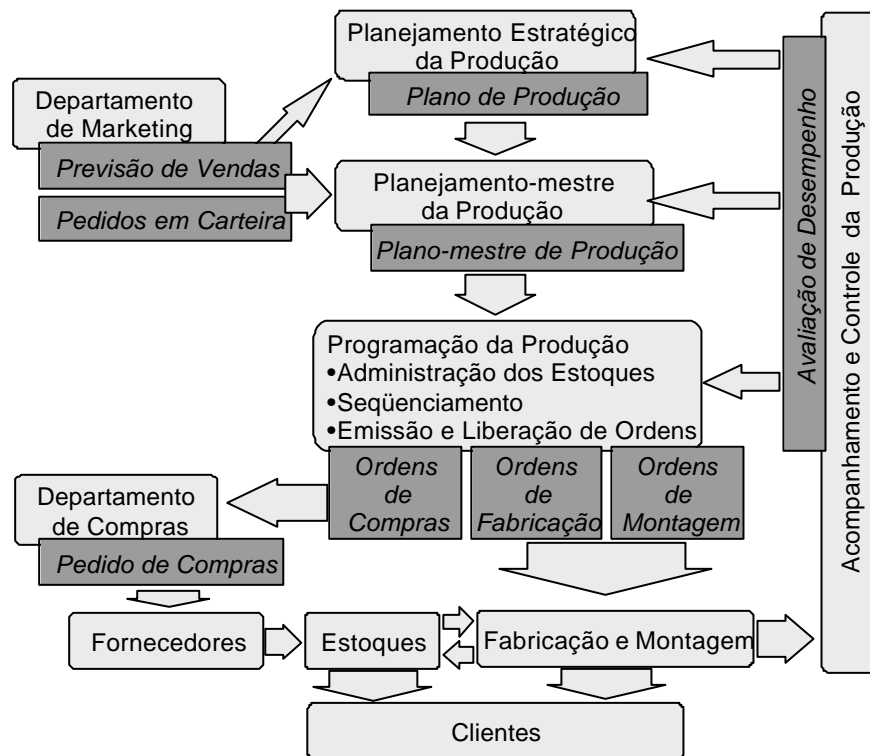 Planejamento Estratégico
da Produção
Plano de Produção
Departamento
de Marketing
Previsão de Vendas
Pedidos em Carteira
Planejamento-mestre
da Produção
Plano-mestre de Produção
Programação da Produção
•Administração dos Estoques
•Seqüenciamento
•Emissão e Liberação de Ordens
Ordens
de
Compras
Ordens
de
Fabricação
Ordens
de
Montagem
Departamento
de Compras
Pedido de Compras
Fornecedores
Estoques
Fabricação e Montagem
Clientes
Avaliação de Desempenho
Acompanhamento e Controle da Produção